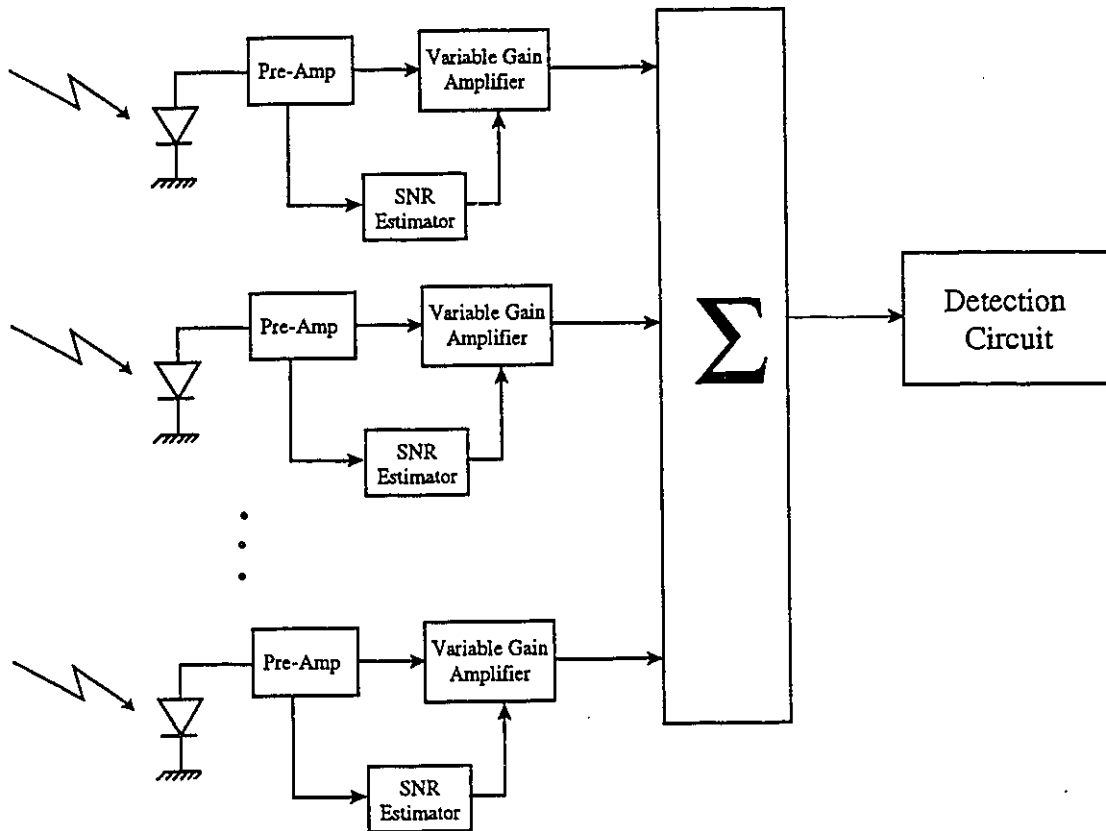 Pre-Amp
Variable Gain
Amplifier
SNR
Estimator
Pre-Amp
Variable Gain
Amplifier
SNR
Estimator
Σ
Detection
Circuit
Pre-Amp
Variable Gain
Amplifier
SNR
Estimator